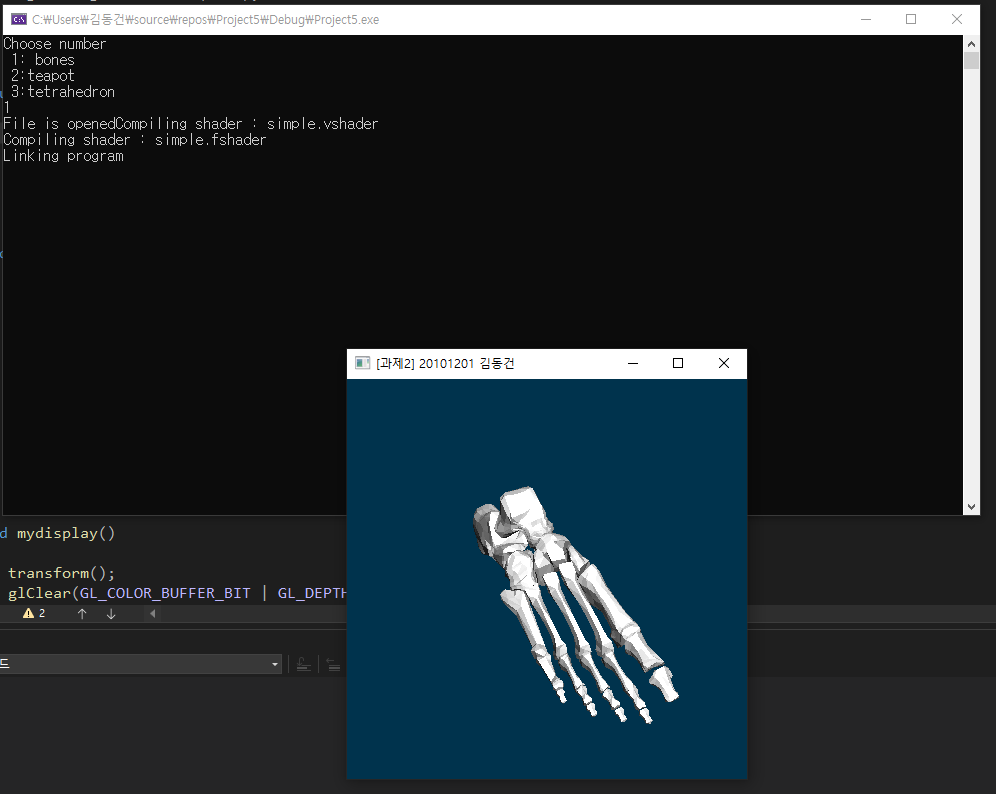 C:\Users\김동건\source\repos\Project5\Debug\Project5.exe
Choose number
1: bones
2:teapot
3:tetrahedron
1
File is openedCompiling shader : simple.vshader
Compiling shader : simple.fshader
Linking program
[과제2] 20101201 김동건
d mydisplay()
transform();
glClear(GL_COLOR_BUFFER_BIT | GL_DEPTH
2
드